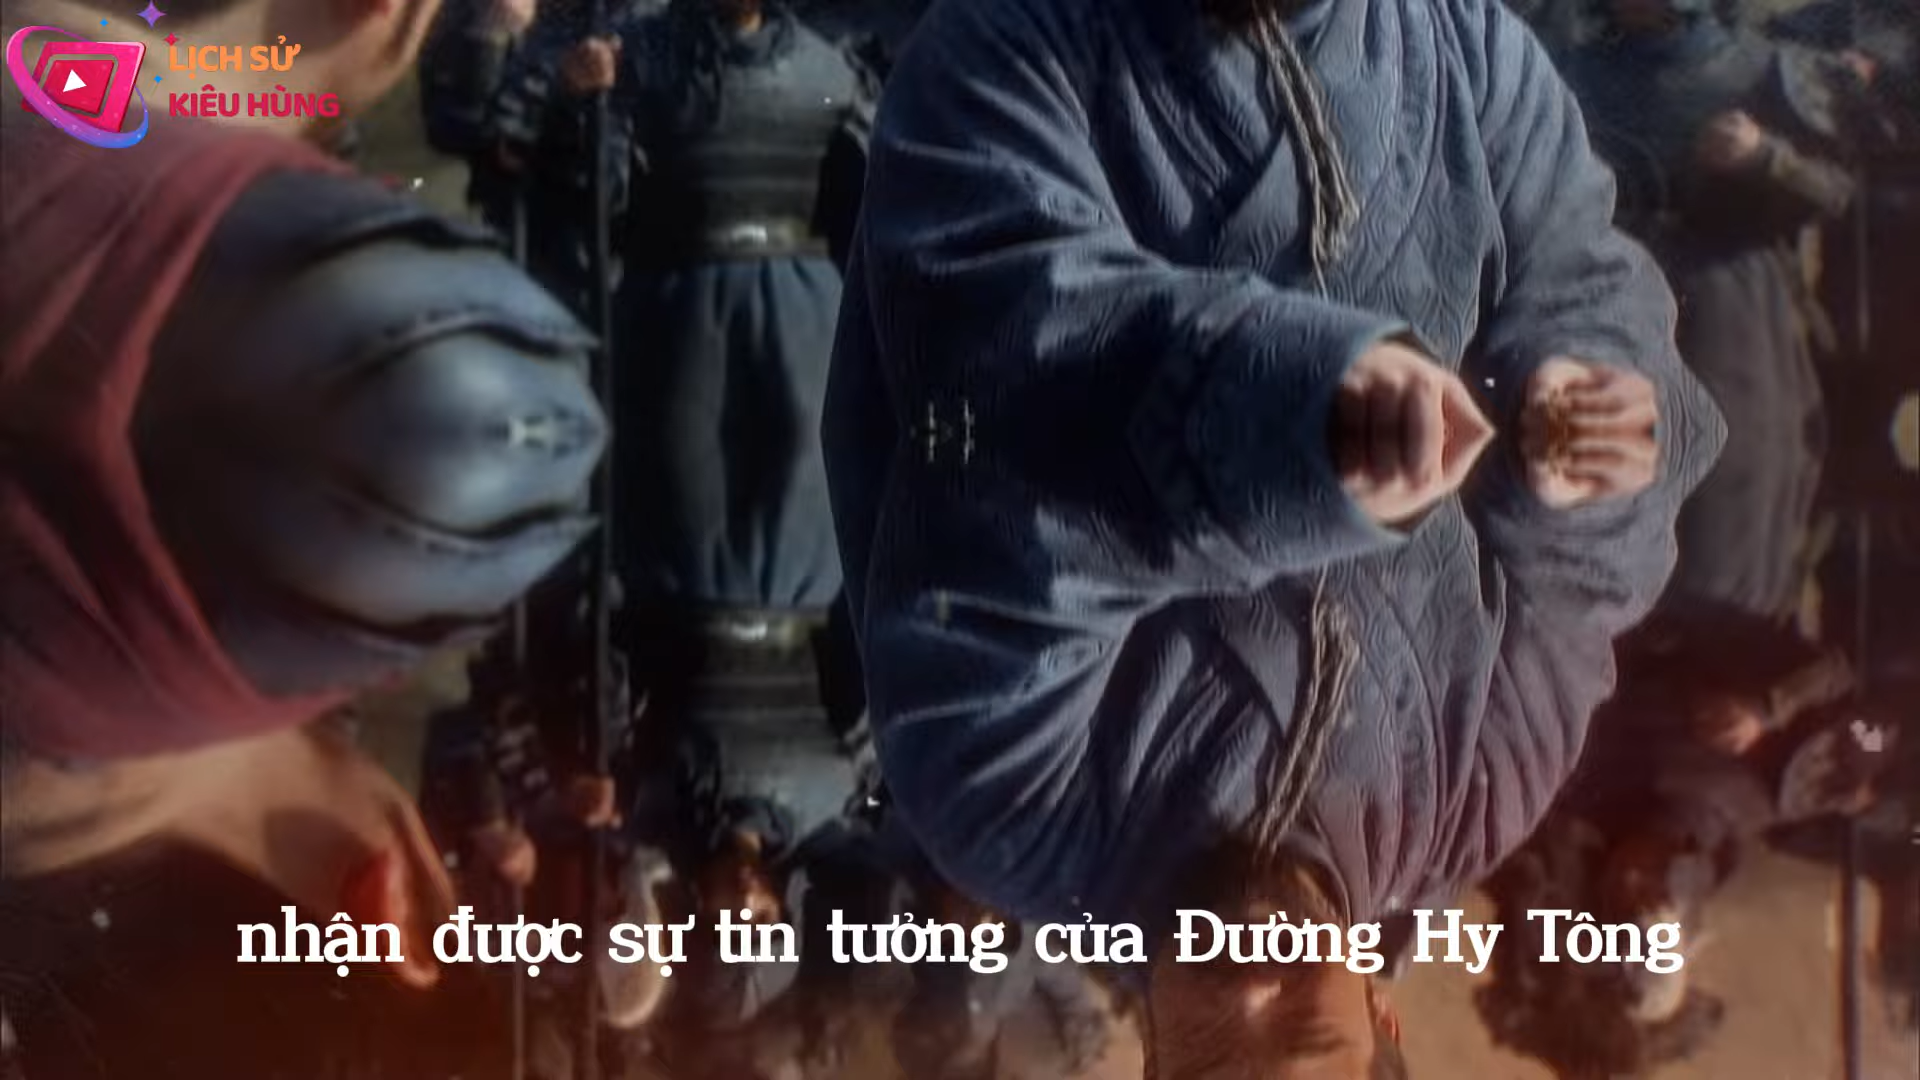 LỊCH SỬ
KIÊU HÙNG
nhận được sự tin tưởng của Đường Hy Tông